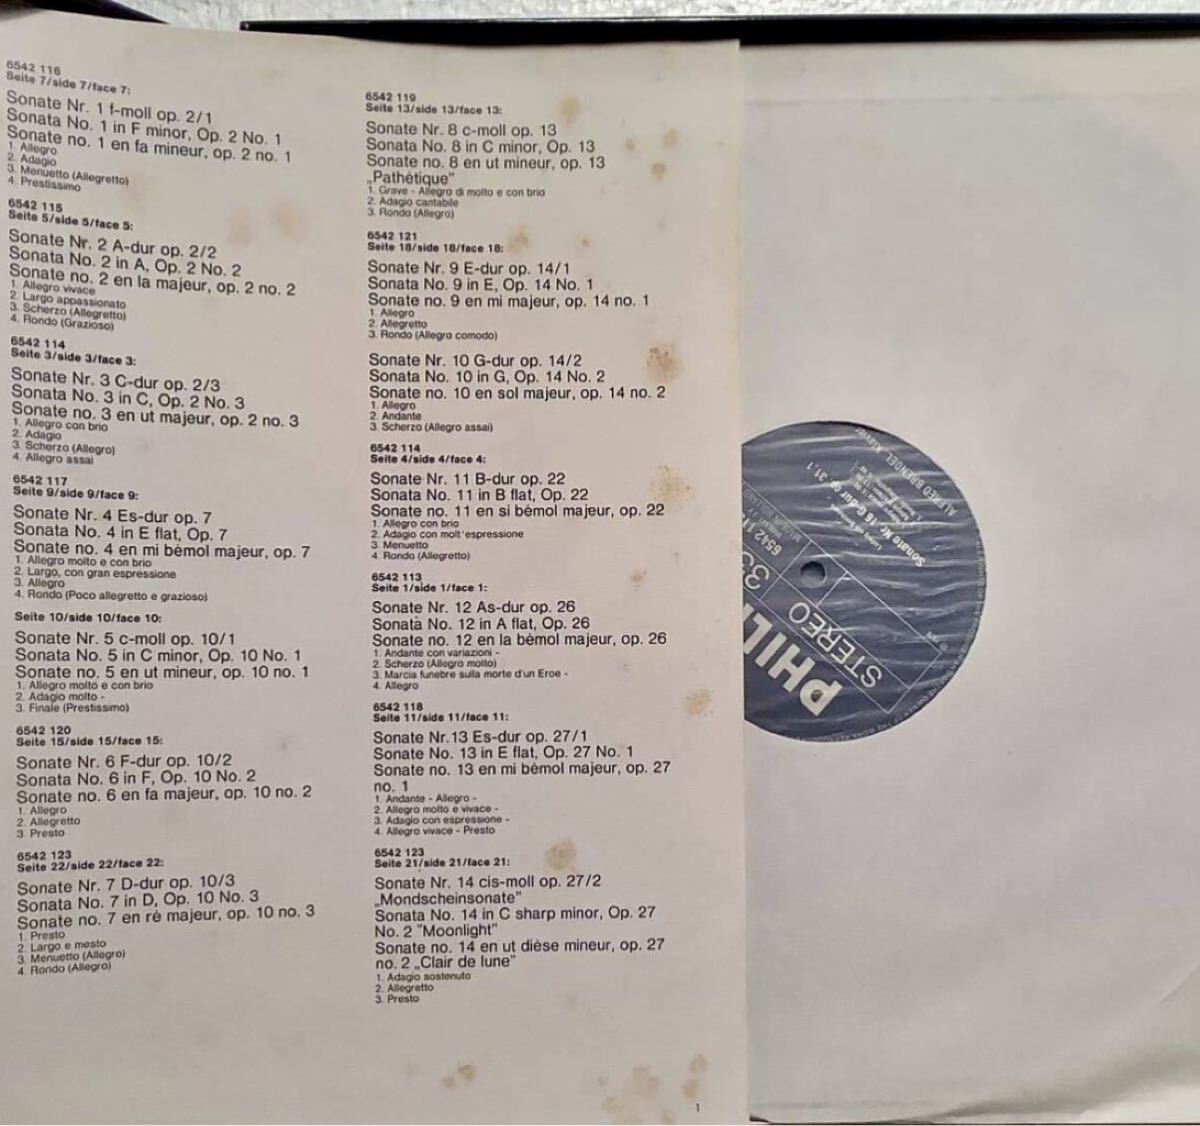 6542 116
Seite 7/side 7/face 7:
Sonate Nr. 1 f-moll op. 2/1
Sonata No. 1 in F minor, Op. 2 No. 1
Sonate no. 1 en fa mineur, op. 2 no. 1
1. Allegro
2. Adagio
3. Menuetto (Allegretto)
4. Prestissimo
6542 115
Seite 5/side 5/face 5:
Sonate Nr. 2 A-dur op. 2/2
Sonata No. 2 in A, Op. 2 No. 2
Sonate no. 2 en la majeur, op. 2 no. 2
1. Allegro vivace
2. Largo appassionato
3. Scherzo (Allegretto)
4. Rondo (Grazioso)
6542 114
Seite 3/side 3/face 3:
Sonate Nr. 3 C-dur op. 2/3
Sonata No. 3 in C, Op. 2 No. 3
Sonate no. 3 en ut majeur, op. 2 no. 3
1. Allegro con brio
2. Adagio
3. Scherzo (Allegro)
4. Allegro assai
6542 117
Seite 9/side 9/face 9:
Sonate Nr. 4 Es-dur op. 7
Sonata No. 4 in E flat, Op. 7
Sonate no. 4 en mi bémol majeur, op. 7
1. Allegro molto e con brio
2. Largo, con gran espressione
3. Allegro
4. Rondo (Poco allegretto e grazioso)
Seite 10/side 10/face 10:
Sonate Nr. 5 c-moll op. 10/1
Sonata No. 5 in C minor, Op. 10 No. 1
Sonate no. 5 en ut mineur, op. 10 no. 1
1. Allegro molto e con brio
2. Adagio molto -
3. Finale (Prestissimo)
6542 120
Seite 15/side 15/face 15:
Sonate Nr. 6 F-dur op. 10/2
Sonata No. 6 in F, Op. 10 No. 2
Sonate no. 6 en fa majeur, op. 10 no. 2
1. Allegro
2. Allegretto
3. Presto
6542 123
Seite 22/side 22/face 22:
Sonate Nr. 7 D-dur op. 10/3
Sonata No. 7 in D, Op. 10 No. 3
Sonate no. 7 en ré majeur, op. 10 no. 3
1. Presto
2. Largo e mesto
3. Menuetto (Allegro)
4. Rondo (Allegro)
6542 119
Seite 13/side 13/face 13:
Sonate Nr. 8 c-moll op. 13
Sonata No. 8 in C minor, Op. 13
Sonate no. 8 en ut mineur, op. 13
„Pathétique"
1. Grave - Allegro di molto e con brio
2. Adagio cantabile
3. Rondo (Allegro)
6542 121
Seite 18/side 18/face 18:
Sonate Nr. 9 E-dur op. 14/1
Sonata No. 9 in E, Op. 14 No. 1
Sonate no. 9 en mi majeur, op. 14 no. 1
1. Allegro
2. Allegretto
3. Rondo (Allegro comodo)
Sonate Nr. 10 G-dur op. 14/2
Sonata No. 10 in G, Op. 14 No. 2
Sonate no. 10 en sol majeur, op. 14 no. 2
1. Allegro
2. Andante
3. Scherzo (Allegro assai)
6542 114
Seite 4/side 4/face 4:
Sonate Nr. 11 B-dur op. 22
Sonata No. 11 in B flat, Op. 22
Sonate no. 11 en si bémol majeur, op. 22
1. Allegro con brio
2. Adagio con molt'espressione
3. Menuetto
4. Rondo (Allegretto)
6542 113
Seite 1/side 1/face 1:
Sonate Nr. 12 As-dur op. 26
Sonata No. 12 in A flat, Op. 26
Sonate no. 12 en la bémol majeur, op. 26
1. Andante con variazioni -
2. Scherzo (Allegro molto)
3. Marcia funebre sulla morte d'un Eroe -
4. Allegro
6542 118
Seite 11/side 11/face 11:
Sonate Nr.13 Es-dur op. 27/1
Sonate No. 13 in E flat, Op. 27 No. 1
Sonate no. 13 en mi bémol majeur, op. 27
no. 1
1. Andante - Allegro -
2. Allegro molto e vivace -
3. Adagio con espressione -
4. Allegro vivace - Presto
6542 123
Seite 21/side 21/face 21:
Sonate Nr. 14 cis-moll op. 27/2
„Mondscheinsonate"
Sonata No. 14 in C sharp minor, Op. 27
No. 2 "Moonlight"
Sonate no. 14 en ut dièse mineur, op. 27
no. 2 „Clair de lune"
1. Adagio sostenuto
2. Allegretto
3. Presto
1
PHIL
STEREO
33
6542 11
Sonate Nr. 16 G-dur op. 31,1
ALFRED BRENDEL, Klavier